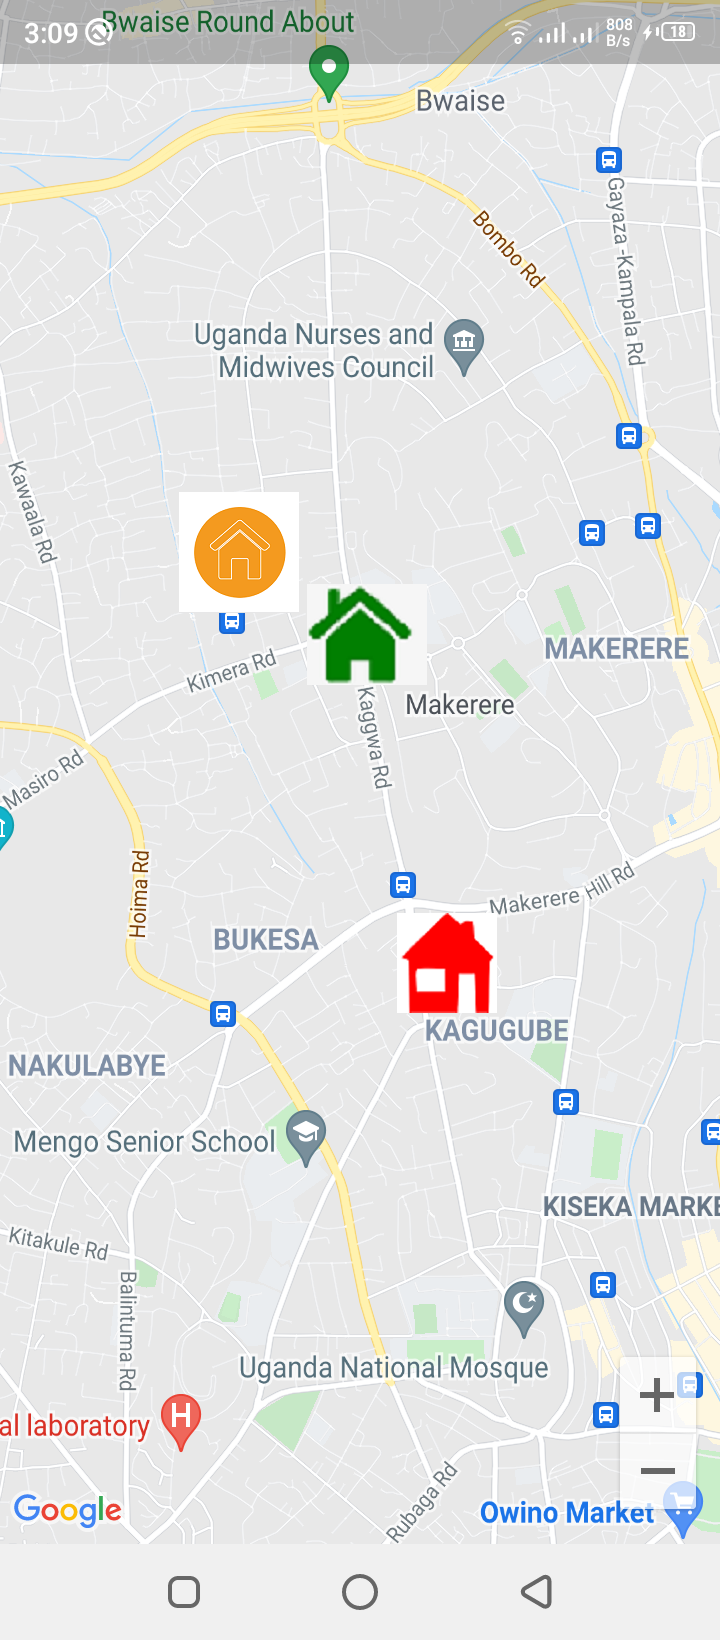 3:09
808
B/s
18
Bwaise Round About
Bwaise
Gayaza -Kampala Rd
Bombo Rd
Uganda Nurses and
Midwives Council
Kawaala Rd
Kimera Rd
MAKERERE
Makerere
Kaggwa Rd
Masiro Rd
Hoima Rd
Makerere Hill Rd
BUKESA
KAGUGUBE
NAKULABYE
Mengo Senior School
KISEKA MARKE
Kitakule Rd
Balintuma Rd
Uganda National Mosque
al laboratory
H
Rubaga Rd
Google
Owino Market